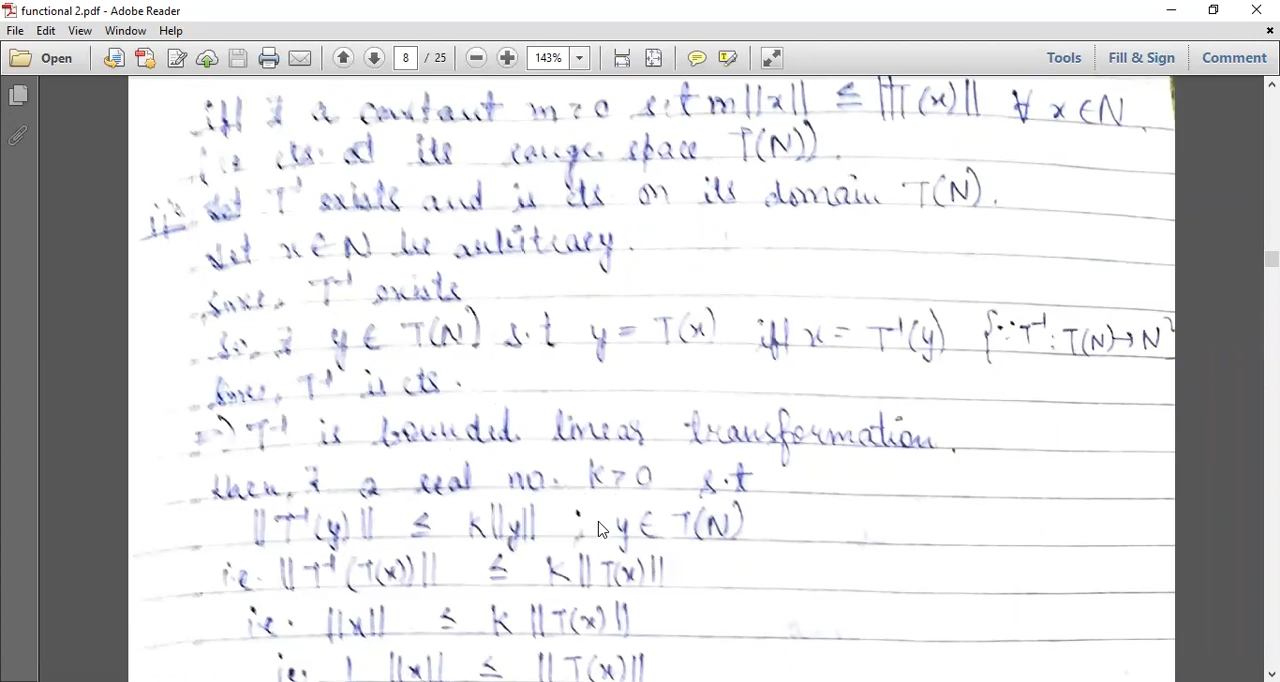 functional 2.pdf - Adobe Reader
File Edit View Window Help
Open 8 / 25 143% Tools Fill & Sign Comment
iff ∃ a constant m>0 s.t m||x|| ≤ ||T(x)|| ∀ x∈N.
i.e cts. at its range space T(N)).
Let T⁻¹ exists and is cts on its domain T(N).
Let x∈N be arbitrary.
Since, T⁻¹ exists
So, ∃ y∈ T(N) s.t y = T(x) iff x = T⁻¹(y) {∵ T⁻¹: T(N)→N
Since, T⁻¹ is cts.
=) T⁻¹ is bounded linear transformation.
then, ∃ a real no. K>0 s.t
||T⁻¹(y)|| ≤ K||y|| ; y∈ T(N)
i.e. ||T⁻¹(T(x))|| ≤ K||T(x)||
i.e. ||x|| ≤ K ||T(x)||
i.e. 1 ||x|| ≤ ||T(x)||